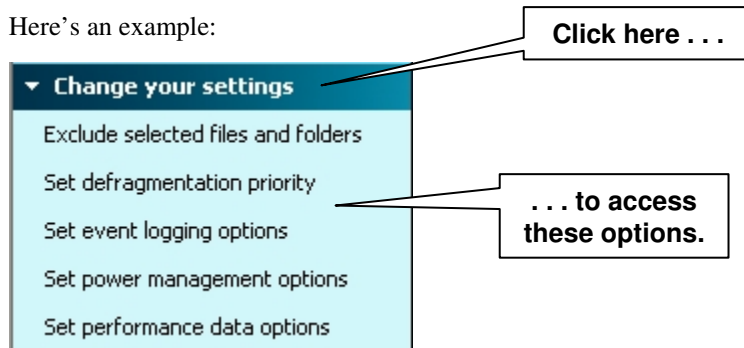 Here’s an example:
Click here . . .
Change your settings
Exclude selected files and folders
Set defragmentation priority
. . . to access
these options.
Set event logging options
Set power management options
Set performance data options